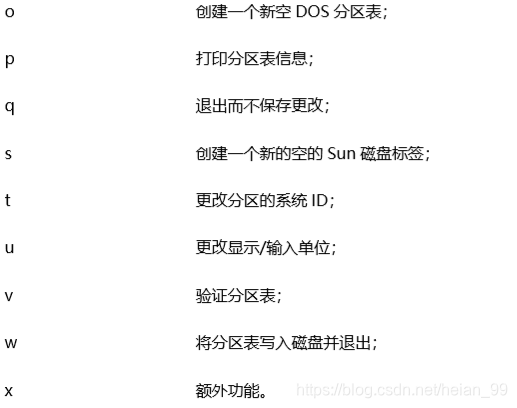 o 创建一个新空 DOS 分区表；
p 打印分区表信息；
q 退出而不保存更改；
s 创建一个新的空的 Sun 磁盘标签；
t 更改分区的系统 ID；
u 更改显示/输入单位；
v 验证分区表；
w 将分区表写入磁盘并退出；
x 额外功能。
https://blog.csdn.net/heian_99